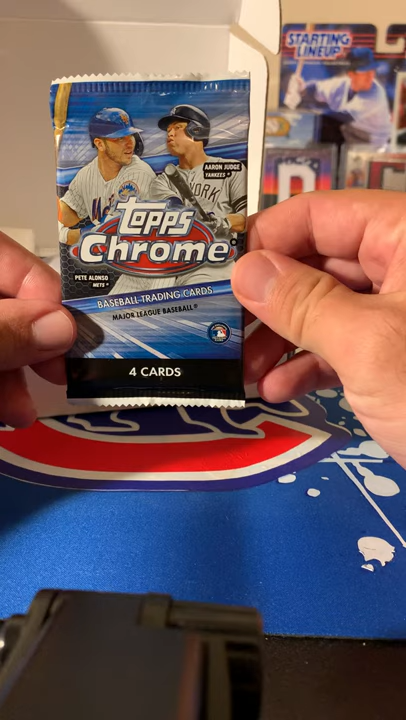 STARTING
LINEUP
AARON JUDGE
YANKEES®
Mets
YORK
TOPPS
Chrome®
PETE ALONSO
METS®
BASEBALL TRADING CARDS
MAJOR LEAGUE BASEBALL®
4 CARDS